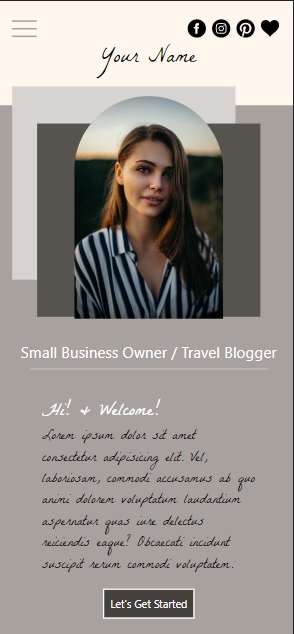 Your Name
Small Business Owner / Travel Blogger
Hi! & Welcome!
Lorem ipsum dolor sit amet
consectetur adipisicing elit. Vel,
laboriosam, commodi accusamus ab quo
animi dolorem voluptatum laudantium
aspernatur quas iure delectus
reiciendis eaque? Obcaecati incidunt
suscipit rerum commodi voluptatem.
Let's Get Started